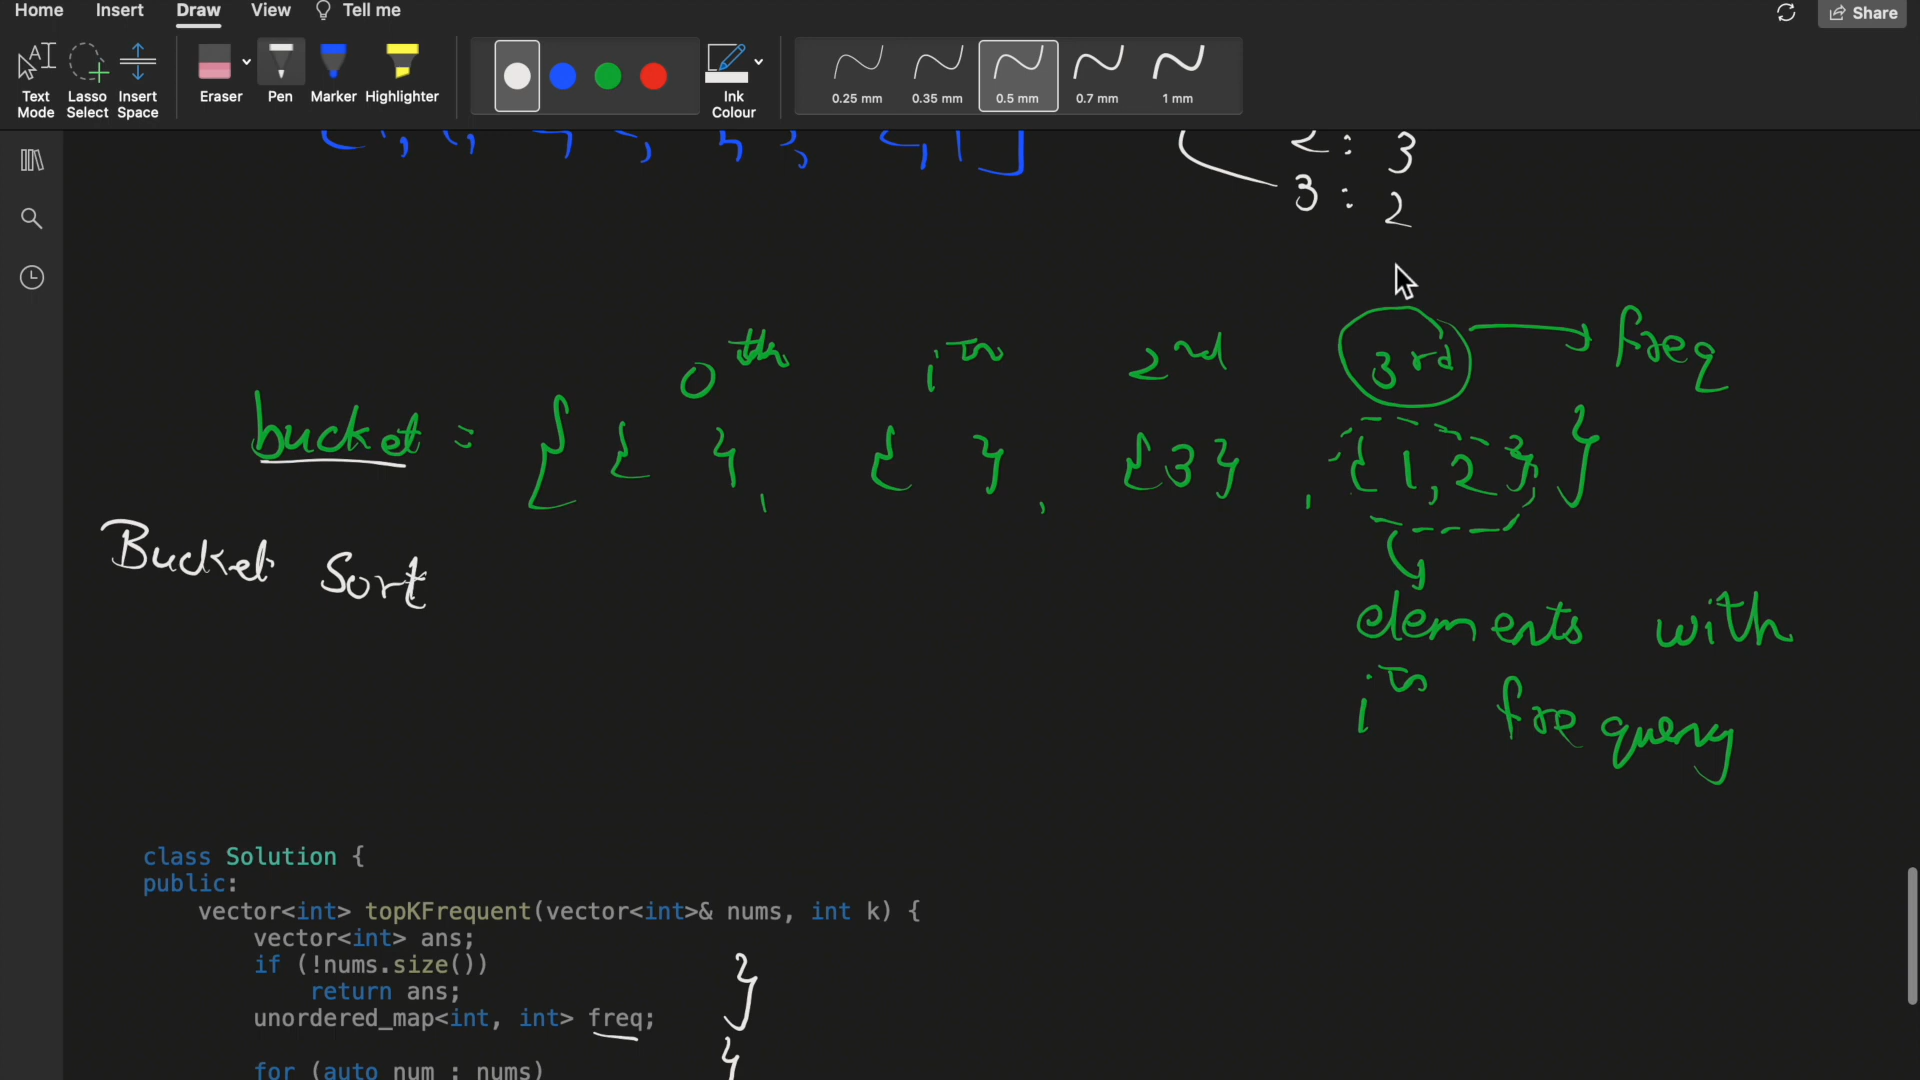 Home Insert Draw View Tell me
Share
Text Mode
Lasso Select
Insert Space
Eraser
Pen
Marker
Highlighter
Ink Colour
0.25 mm
0.35 mm
0.5 mm
0.7 mm
1 mm
2 : 3
3 : 2
0th 1th 2nd 3rd freq
bucket = { { }, { }, {3}, {1,2}, }
Bucket Sort
elements with
ith frequency
class Solution {
public:
vector<int> topKFrequent(vector<int>& nums, int k) {
vector<int> ans;
if (!nums.size())
return ans;
unordered_map<int, int> freq;
for (auto num : nums)